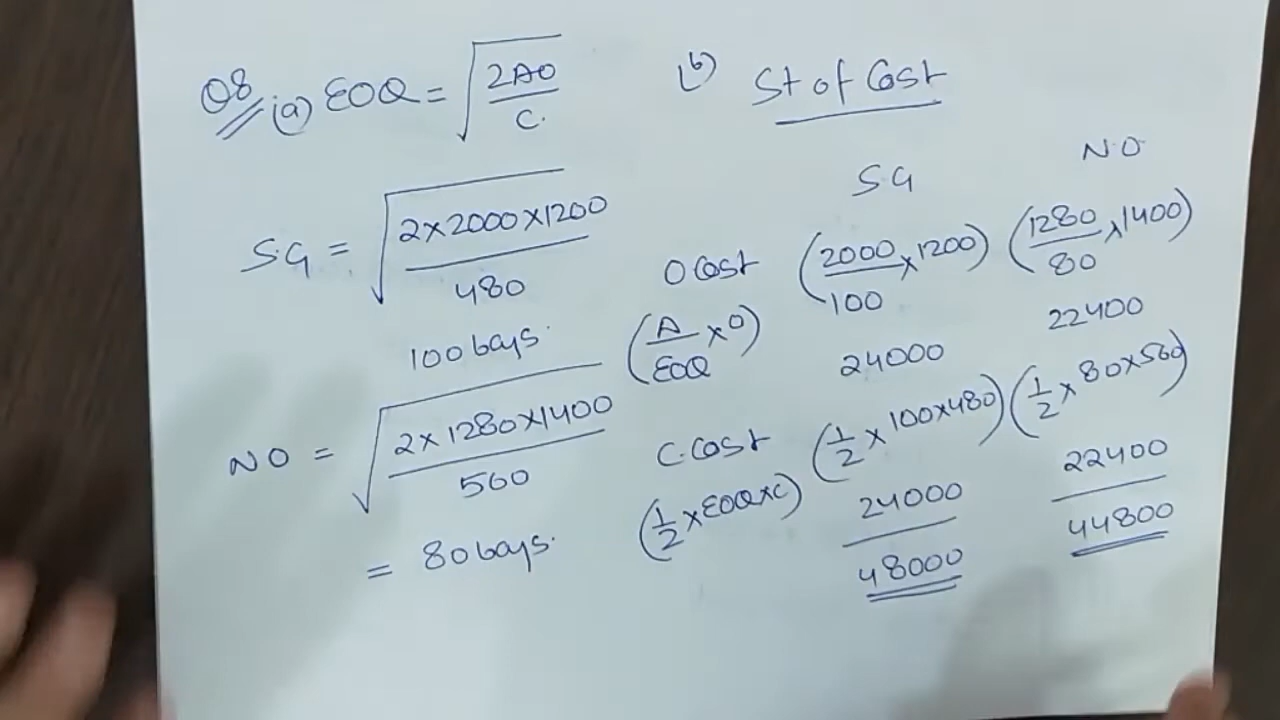 Q8 (a) EOQ = √(2AO / C.)
S.G = √(2×2000×1200 / 480)
100 bags.
NO = √(2×1280×1400 / 560)
= 80 bags.
(b) St of Cost
S.G N.O
O Cost (2000/100 × 1200) (1280/80 × 1400)
(A/EOQ × O) 24000 22400
C. Cost (1/2 × 100×480) (1/2 × 80×560)
(1/2 × EOQ×C) 24000 22400
48000 44800